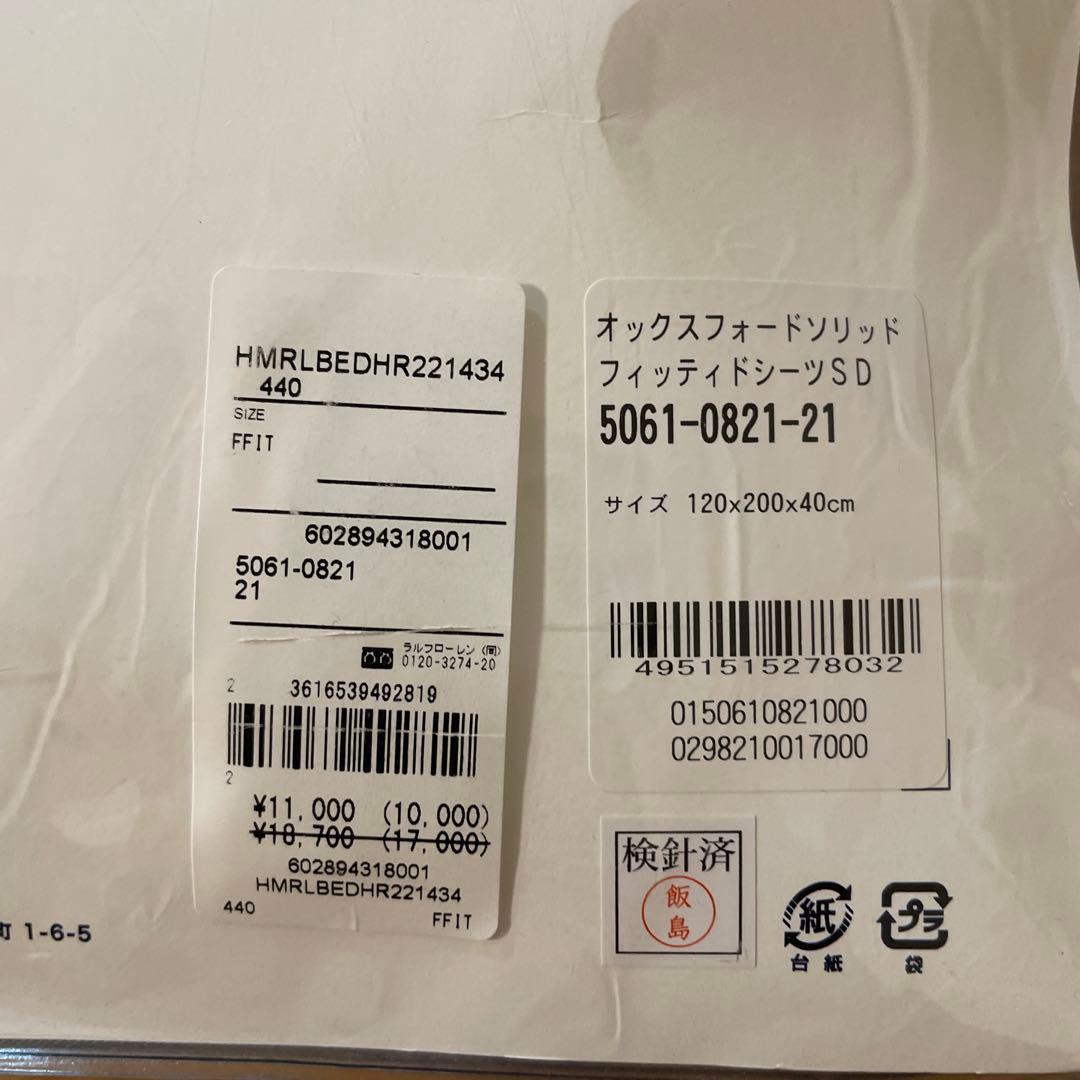 HMRLBEDHR221434
440
SIZE
FFIT
602894318001
5061-0821
21
ラルフローレン (同)
0120-3274-20
2
3616539492819
2
¥11,000 (10,000)
¥18,700 (17,000)
602894318001
HMRLBEDHR221434
440
FFIT
オックスフォードソリッド
フィッティドシーツSD
5061-0821-21
サイズ 120x200x40cm
4951515278032
0150610821000
0298210017000
検針済
飯島
紙
台紙
プラ
袋
町 1-6-5